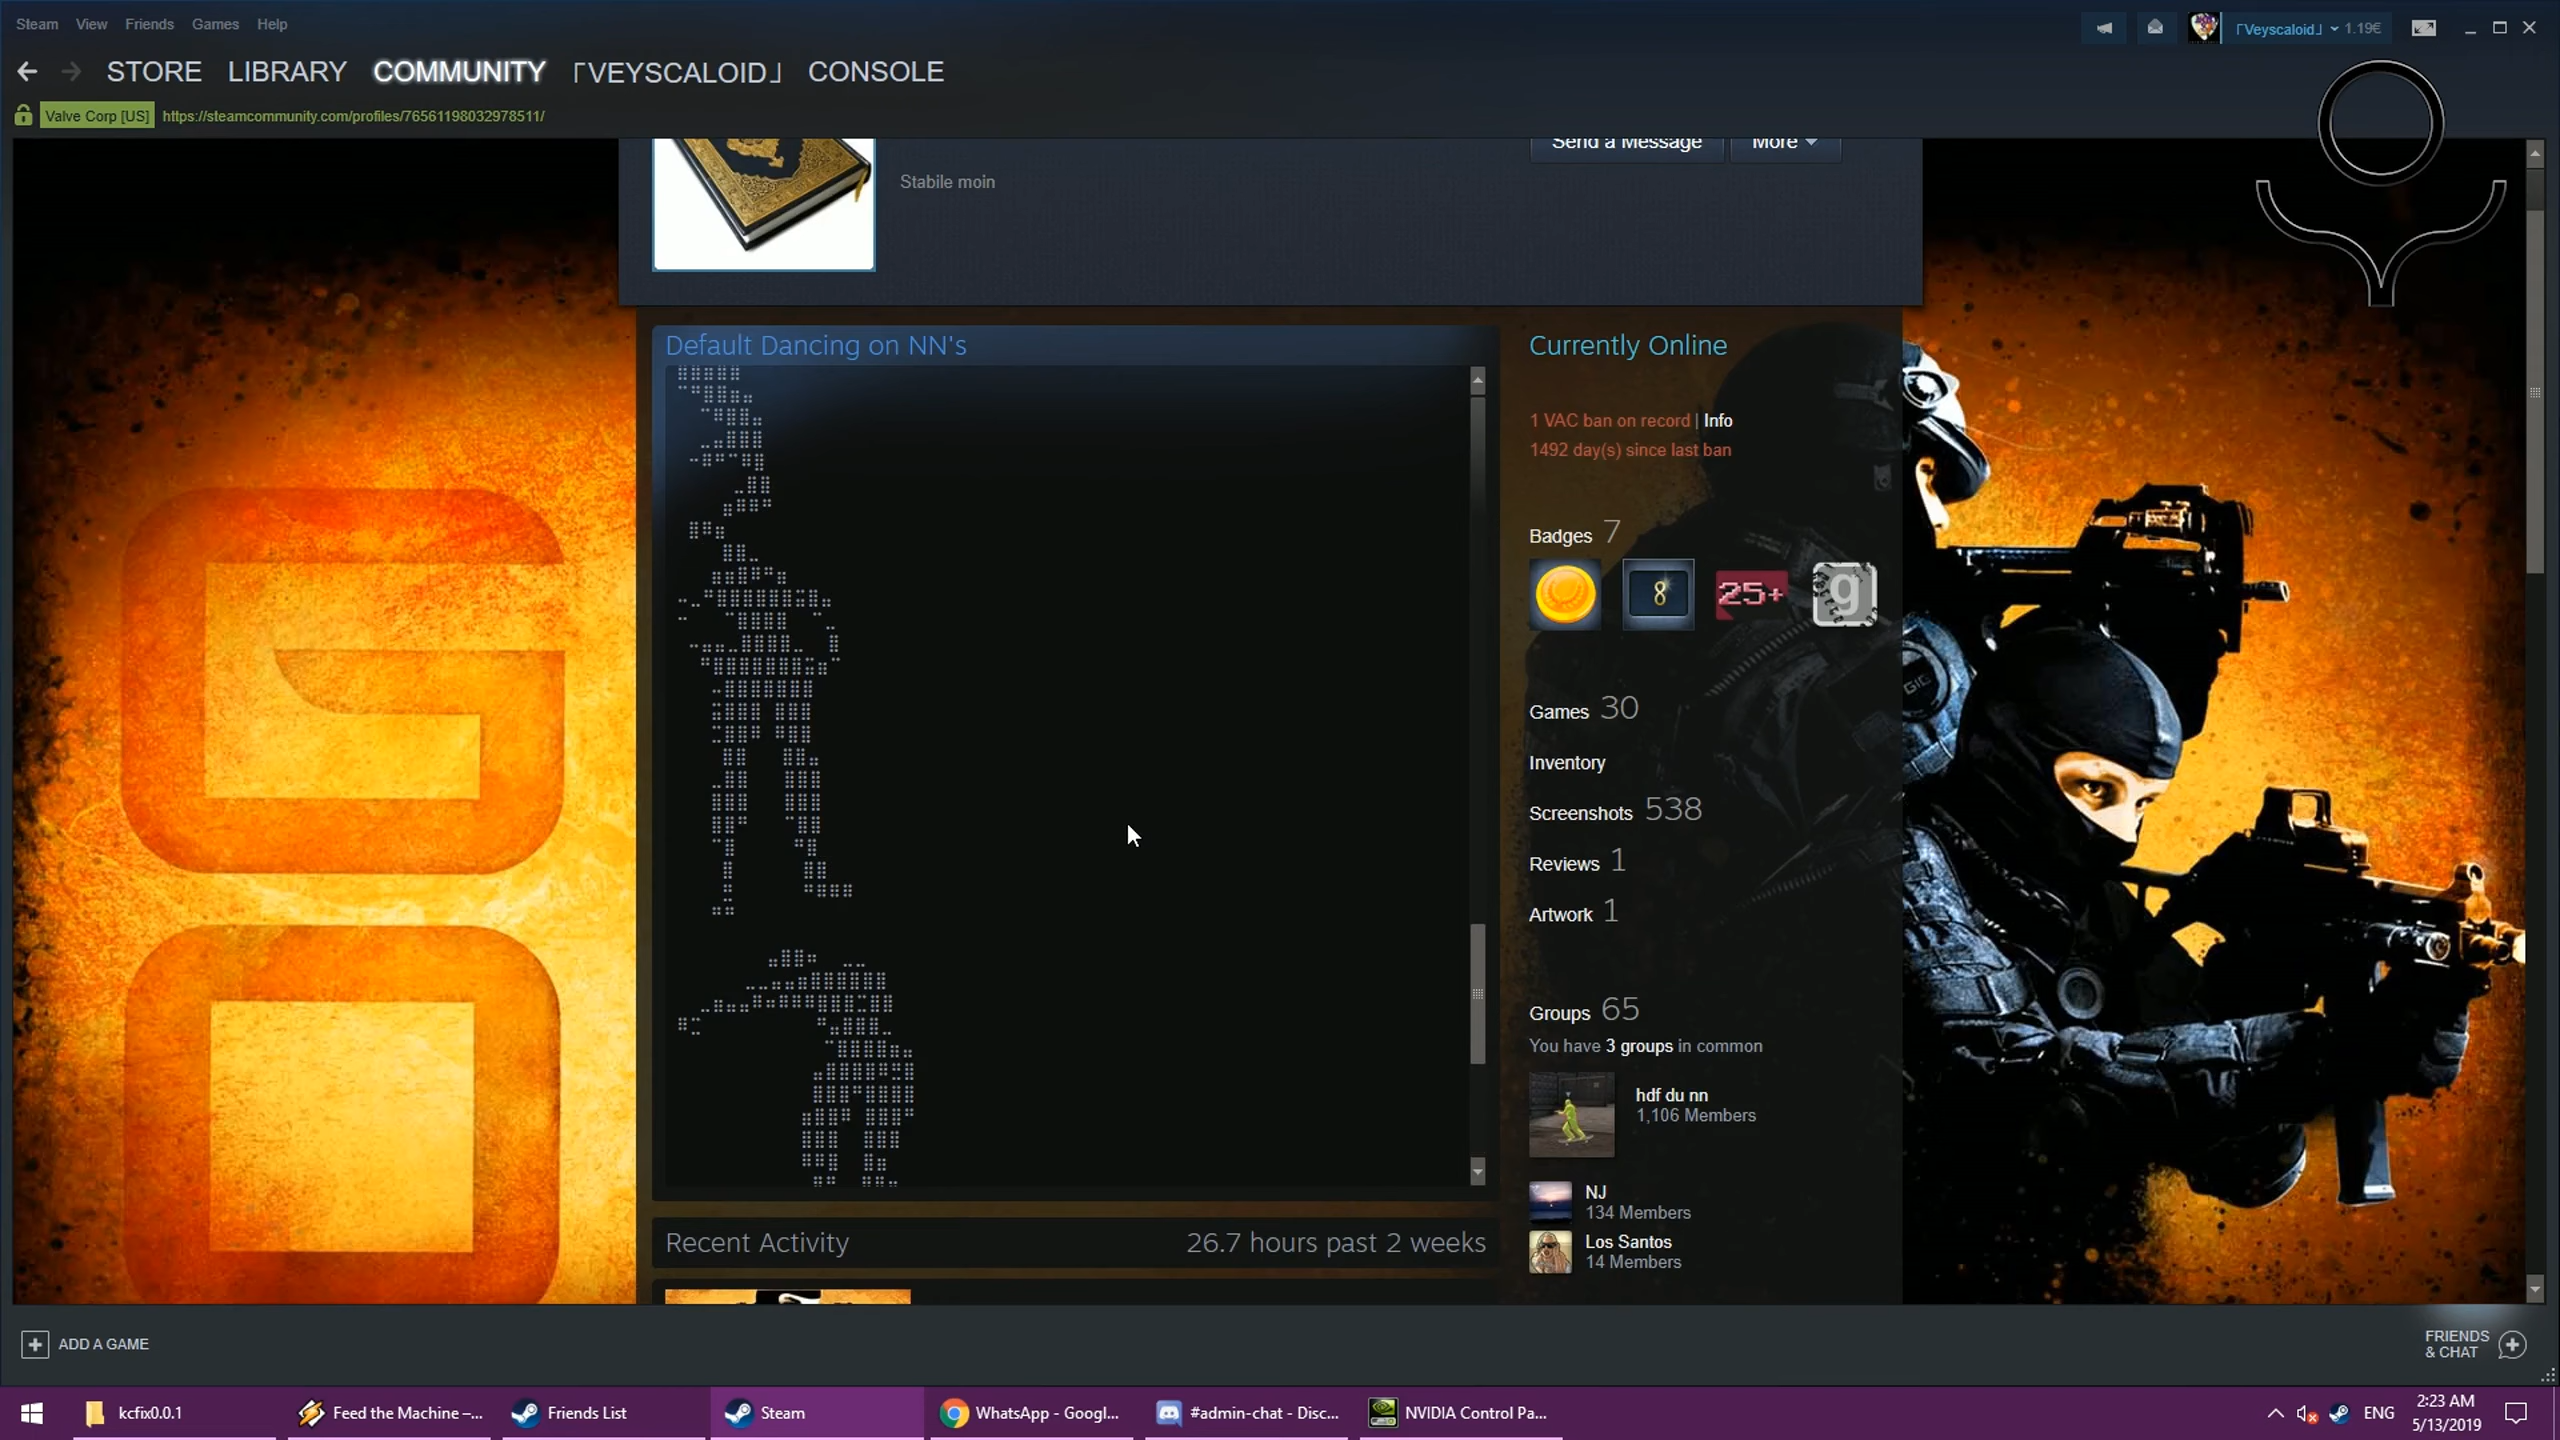 Steam View Friends Games Help
「Veyscaloid」 1.19€
STORE LIBRARY COMMUNITY 「VEYSCALOID」 CONSOLE
Valve Corp [US] https://steamcommunity.com/profiles/76561198032978511/
Send a Message More
Stabile moin
Default Dancing on NN's
Currently Online
1 VAC ban on record | Info
1492 day(s) since last ban
Badges 7
8
25+
g
Games 30
Inventory
Screenshots 538
Reviews 1
Artwork 1
Groups 65
You have 3 groups in common
hdf du nn
1,106 Members
NJ
134 Members
Los Santos
14 Members
Recent Activity 26.7 hours past 2 weeks
G
O
GIG
ADD A GAME
FRIENDS
& CHAT
kcfix0.0.1
Feed the Machine –...
Friends List
Steam
WhatsApp - Googl...
#admin-chat - Disc...
NVIDIA Control Pa...
ENG
2:23 AM
5/13/2019